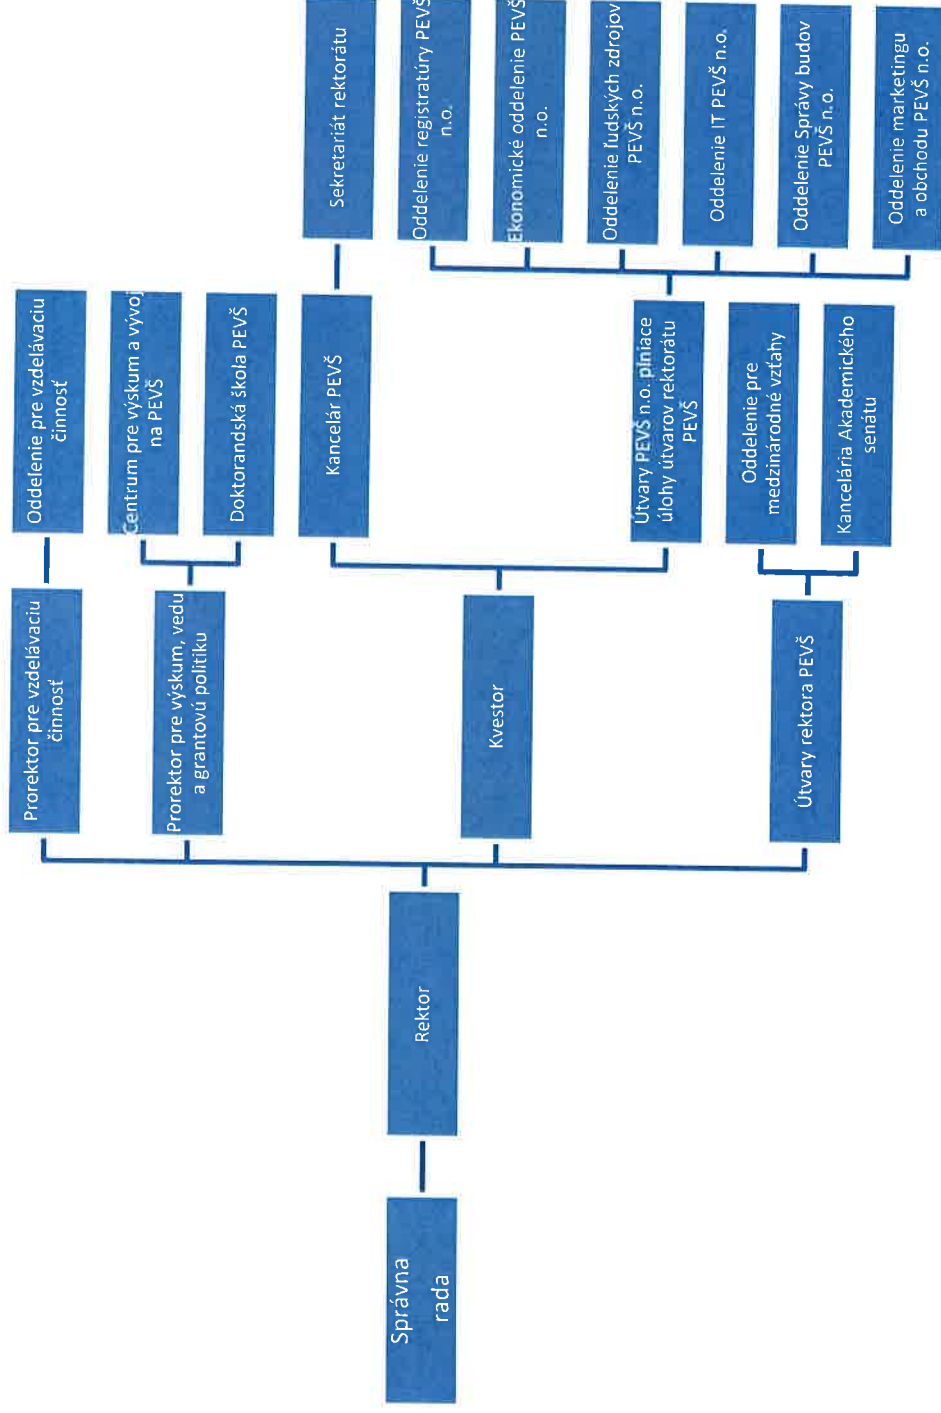 Správna
rada
Rektor
Prorektor pre vzdelávaciu
činnosť
Oddelenie pre vzdelávaciu
činnosť
Prorektor pre výskum, vedu
a grantovú politiku
Centrum pre výskum a vývoj
na PEVŠ
Doktorandská škola PEVŠ
Kvestor
Kancelár PEVŠ
Sekretariát rektorátu
Útvary PEVŠ n.o. plniace
úlohy útvarov rektorátu
PEVŠ
Oddelenie registratúry PEVŠ
n.o.
Ekonomické oddelenie PEVŠ
n.o.
Oddelenie ľudských zdrojov
PEVŠ n.o.
Oddelenie IT PEVŠ n.o.
Oddelenie Správy budov
PEVŠ n.o.
Oddelenie marketingu
a obchodu PEVŠ n.o.
Útvary rektora PEVŠ
Oddelenie pre
medzinárodné vzťahy
Kancelária Akademického
senátu